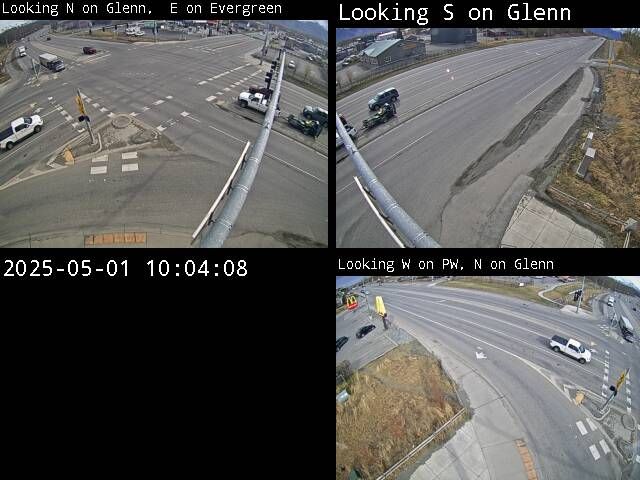 Looking N on Glenn,  E on Evergreen
Looking S on Glenn
2025-05-01 10:04:08
Looking W on PW, N on Glenn